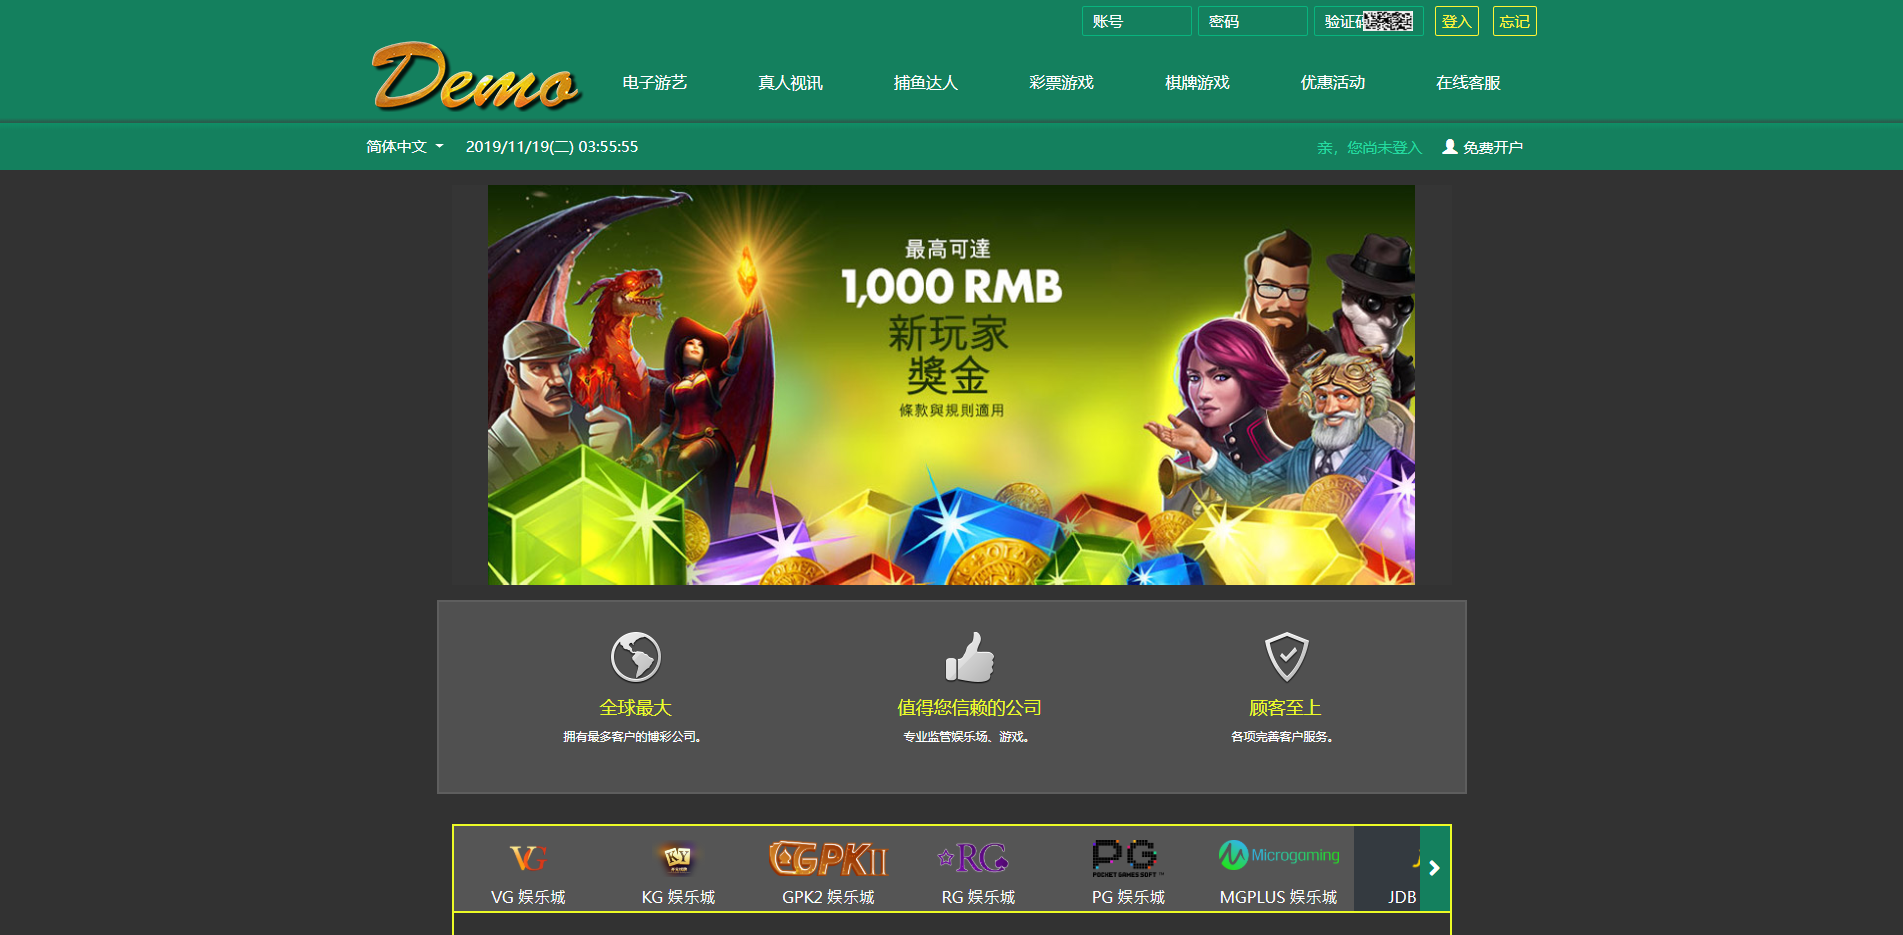 账号 密码 验证码 登入 忘记
Demo 电子游艺 真人视讯 捕鱼达人 彩票游戏 棋牌游戏 优惠活动 在线客服
简体中文 2019/11/19(二) 03:55:55 亲，您尚未登入 免费开户
最高可達
1,000 RMB
新玩家
獎金
條款與規則適用
全球最大 值得您信赖的公司 顾客至上
拥有最多客户的博彩公司。 专业监管娱乐场、游戏。 各项完善客户服务。
VG KY GPKII RG PG Microgaming
POCKET GAMES SOFT
VG 娱乐城 KG 娱乐城 GPK2 娱乐城 RG 娱乐城 PG 娱乐城 MGPLUS 娱乐城 JDB